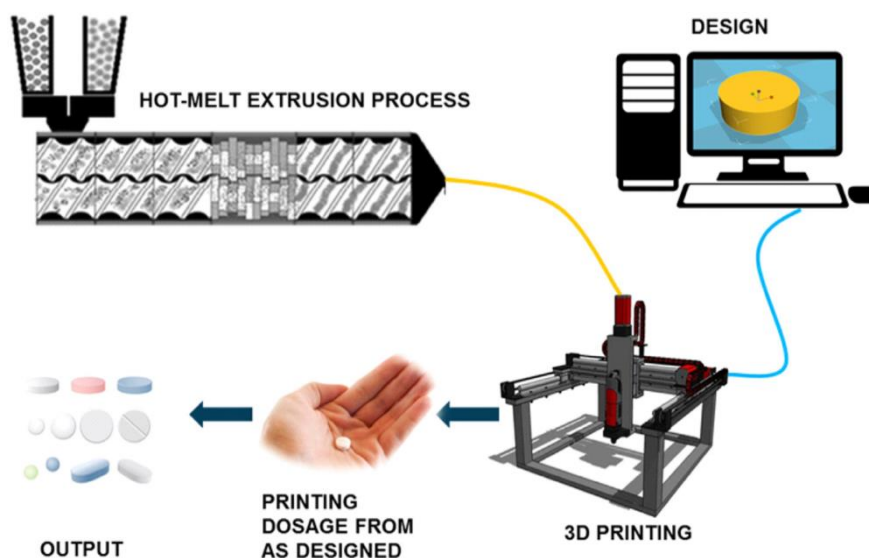 DESIGN
HOT-MELT EXTRUSION PROCESS
3D PRINTING
PRINTING
DOSAGE FROM
AS DESIGNED
OUTPUT